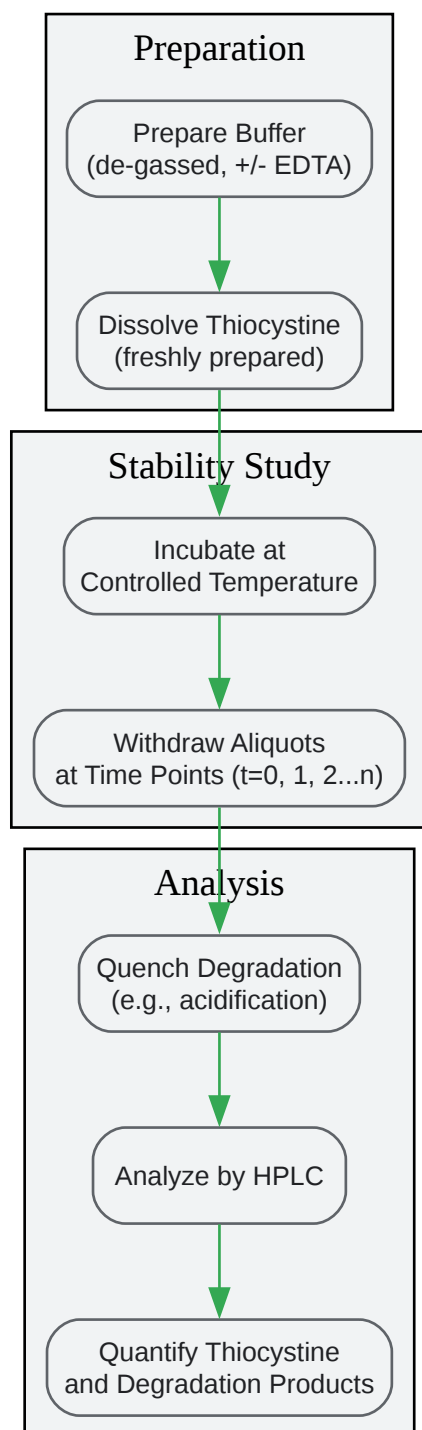 Preparation
Prepare Buffer
(de-gassed, +/- EDTA)
Dissolve Thiocystine
(freshly prepared)
Stability Study
Incubate at
Controlled Temperature
Withdraw Aliquots
at Time Points (t=0, 1, 2...n)
Analysis
Quench Degradation
(e.g., acidification)
Analyze by HPLC
Quantify Thiocystine
and Degradation Products